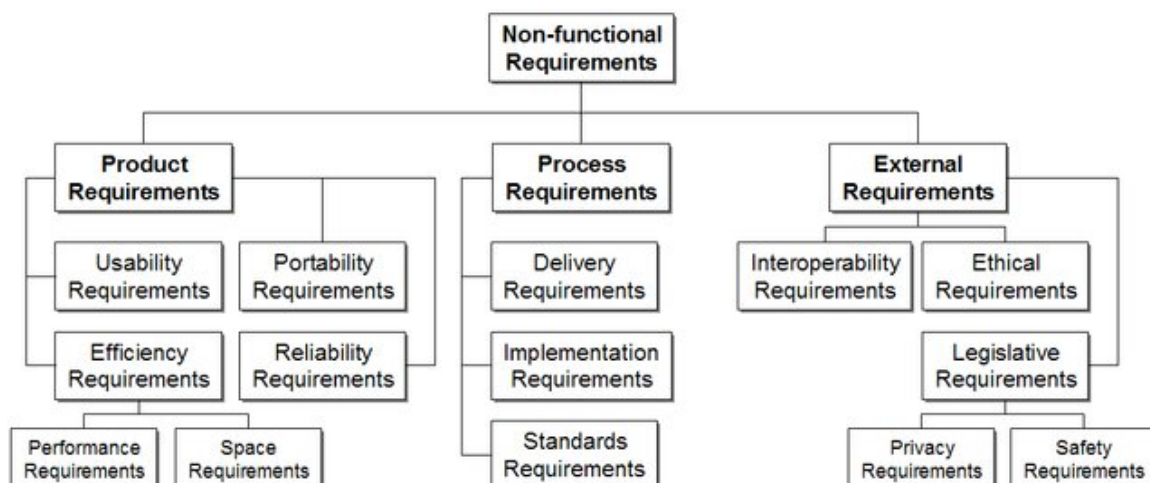 Non-functional
Requirements
Product
Requirements
Process
Requirements
External
Requirements
Usability
Requirements
Portability
Requirements
Delivery
Requirements
Interoperability
Requirements
Ethical
Requirements
Efficiency
Requirements
Reliability
Requirements
Implementation
Requirements
Legislative
Requirements
Performance
Requirements
Space
Requirements
Standards
Requirements
Privacy
Requirements
Safety
Requirements